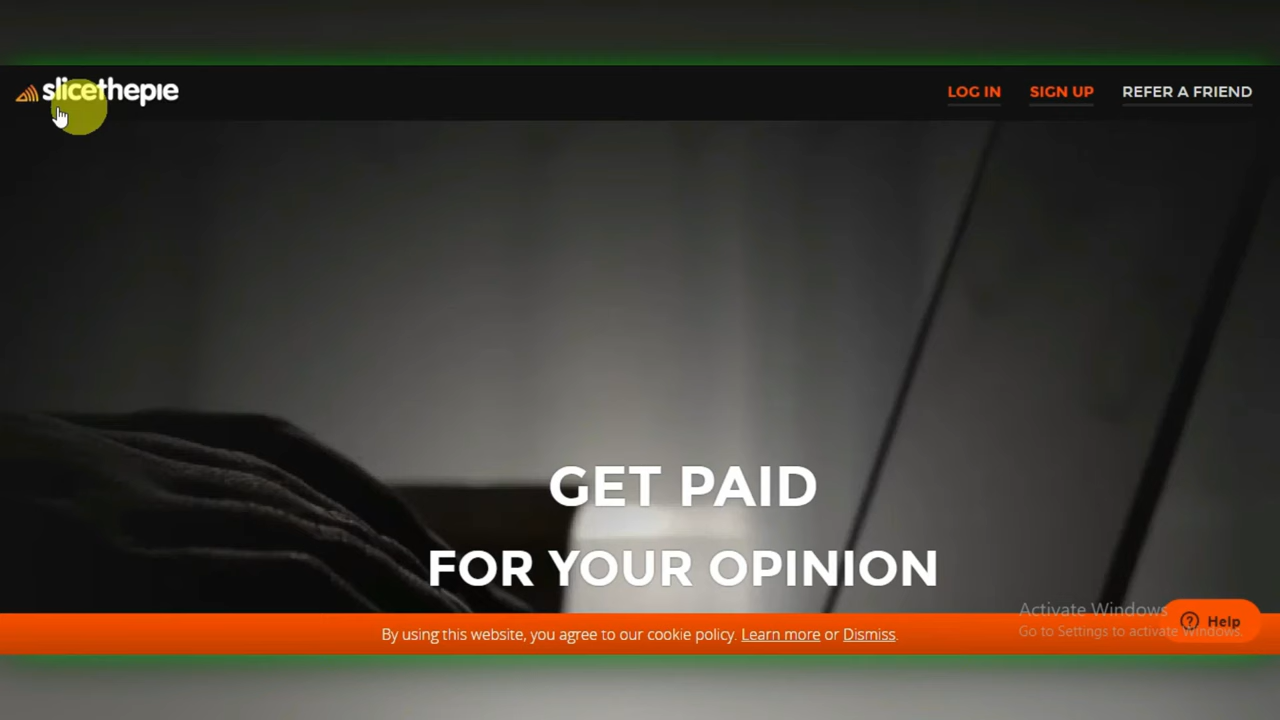 slicethepie
LOG IN
SIGN UP
REFER A FRIEND
GET PAID
FOR YOUR OPINION
Activate Windows
Go to Settings to activate Windows.
Help
By using this website, you agree to our cookie policy. Learn more or Dismiss.